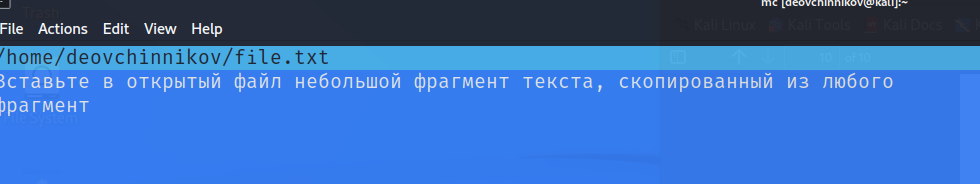 mc [deovchinnikov@kali]:~
File Actions Edit View Help
Kali Linux Kali Tools Kali Docs
/home/deovchinnikov/file.txt
Вставьте в открытый файл небольшой фрагмент текста, скопированный из любого
фрагмент
System